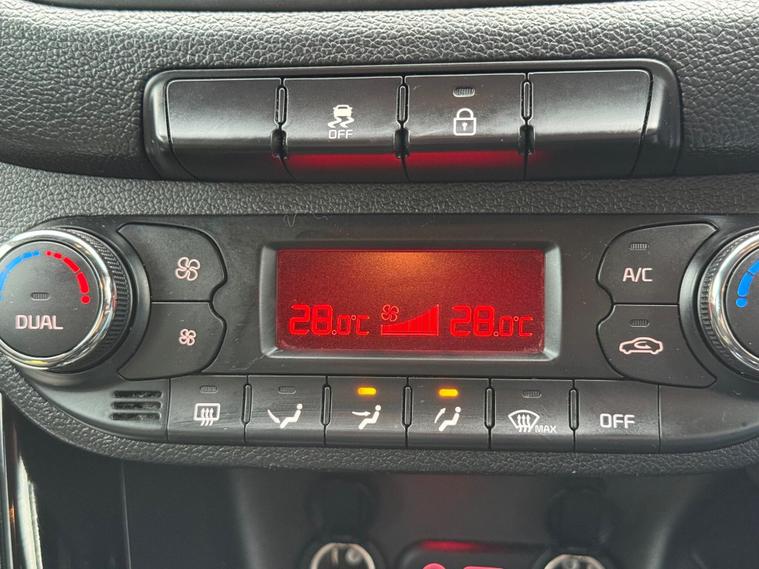 OFF
28.0°C 28.0°C
DUAL
A/C
MAX
OFF